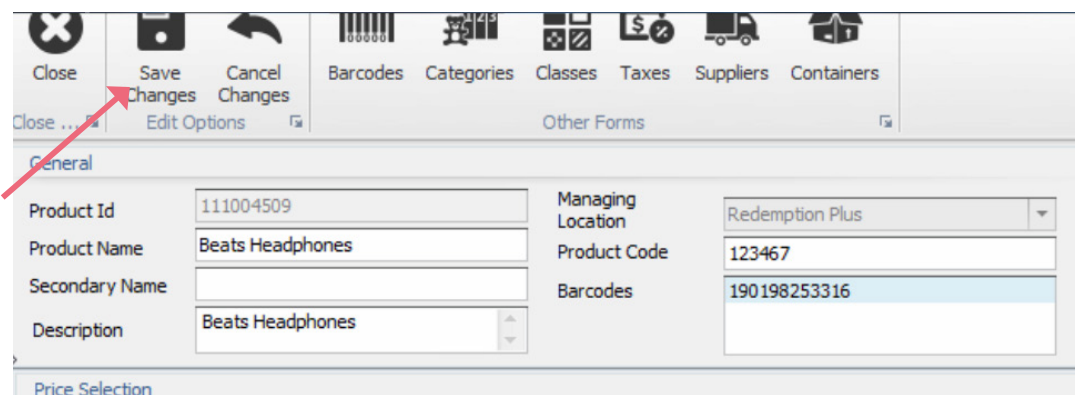 Close
Save Changes
Cancel Changes
Barcodes
Categories
Classes
Taxes
Suppliers
Containers
Close ...
Edit Options
Other Forms
General
Product Id
111004509
Managing Location
Redemption Plus
Product Name
Beats Headphones
Product Code
123467
Secondary Name
Barcodes
190198253316
Description
Beats Headphones
Price Selection